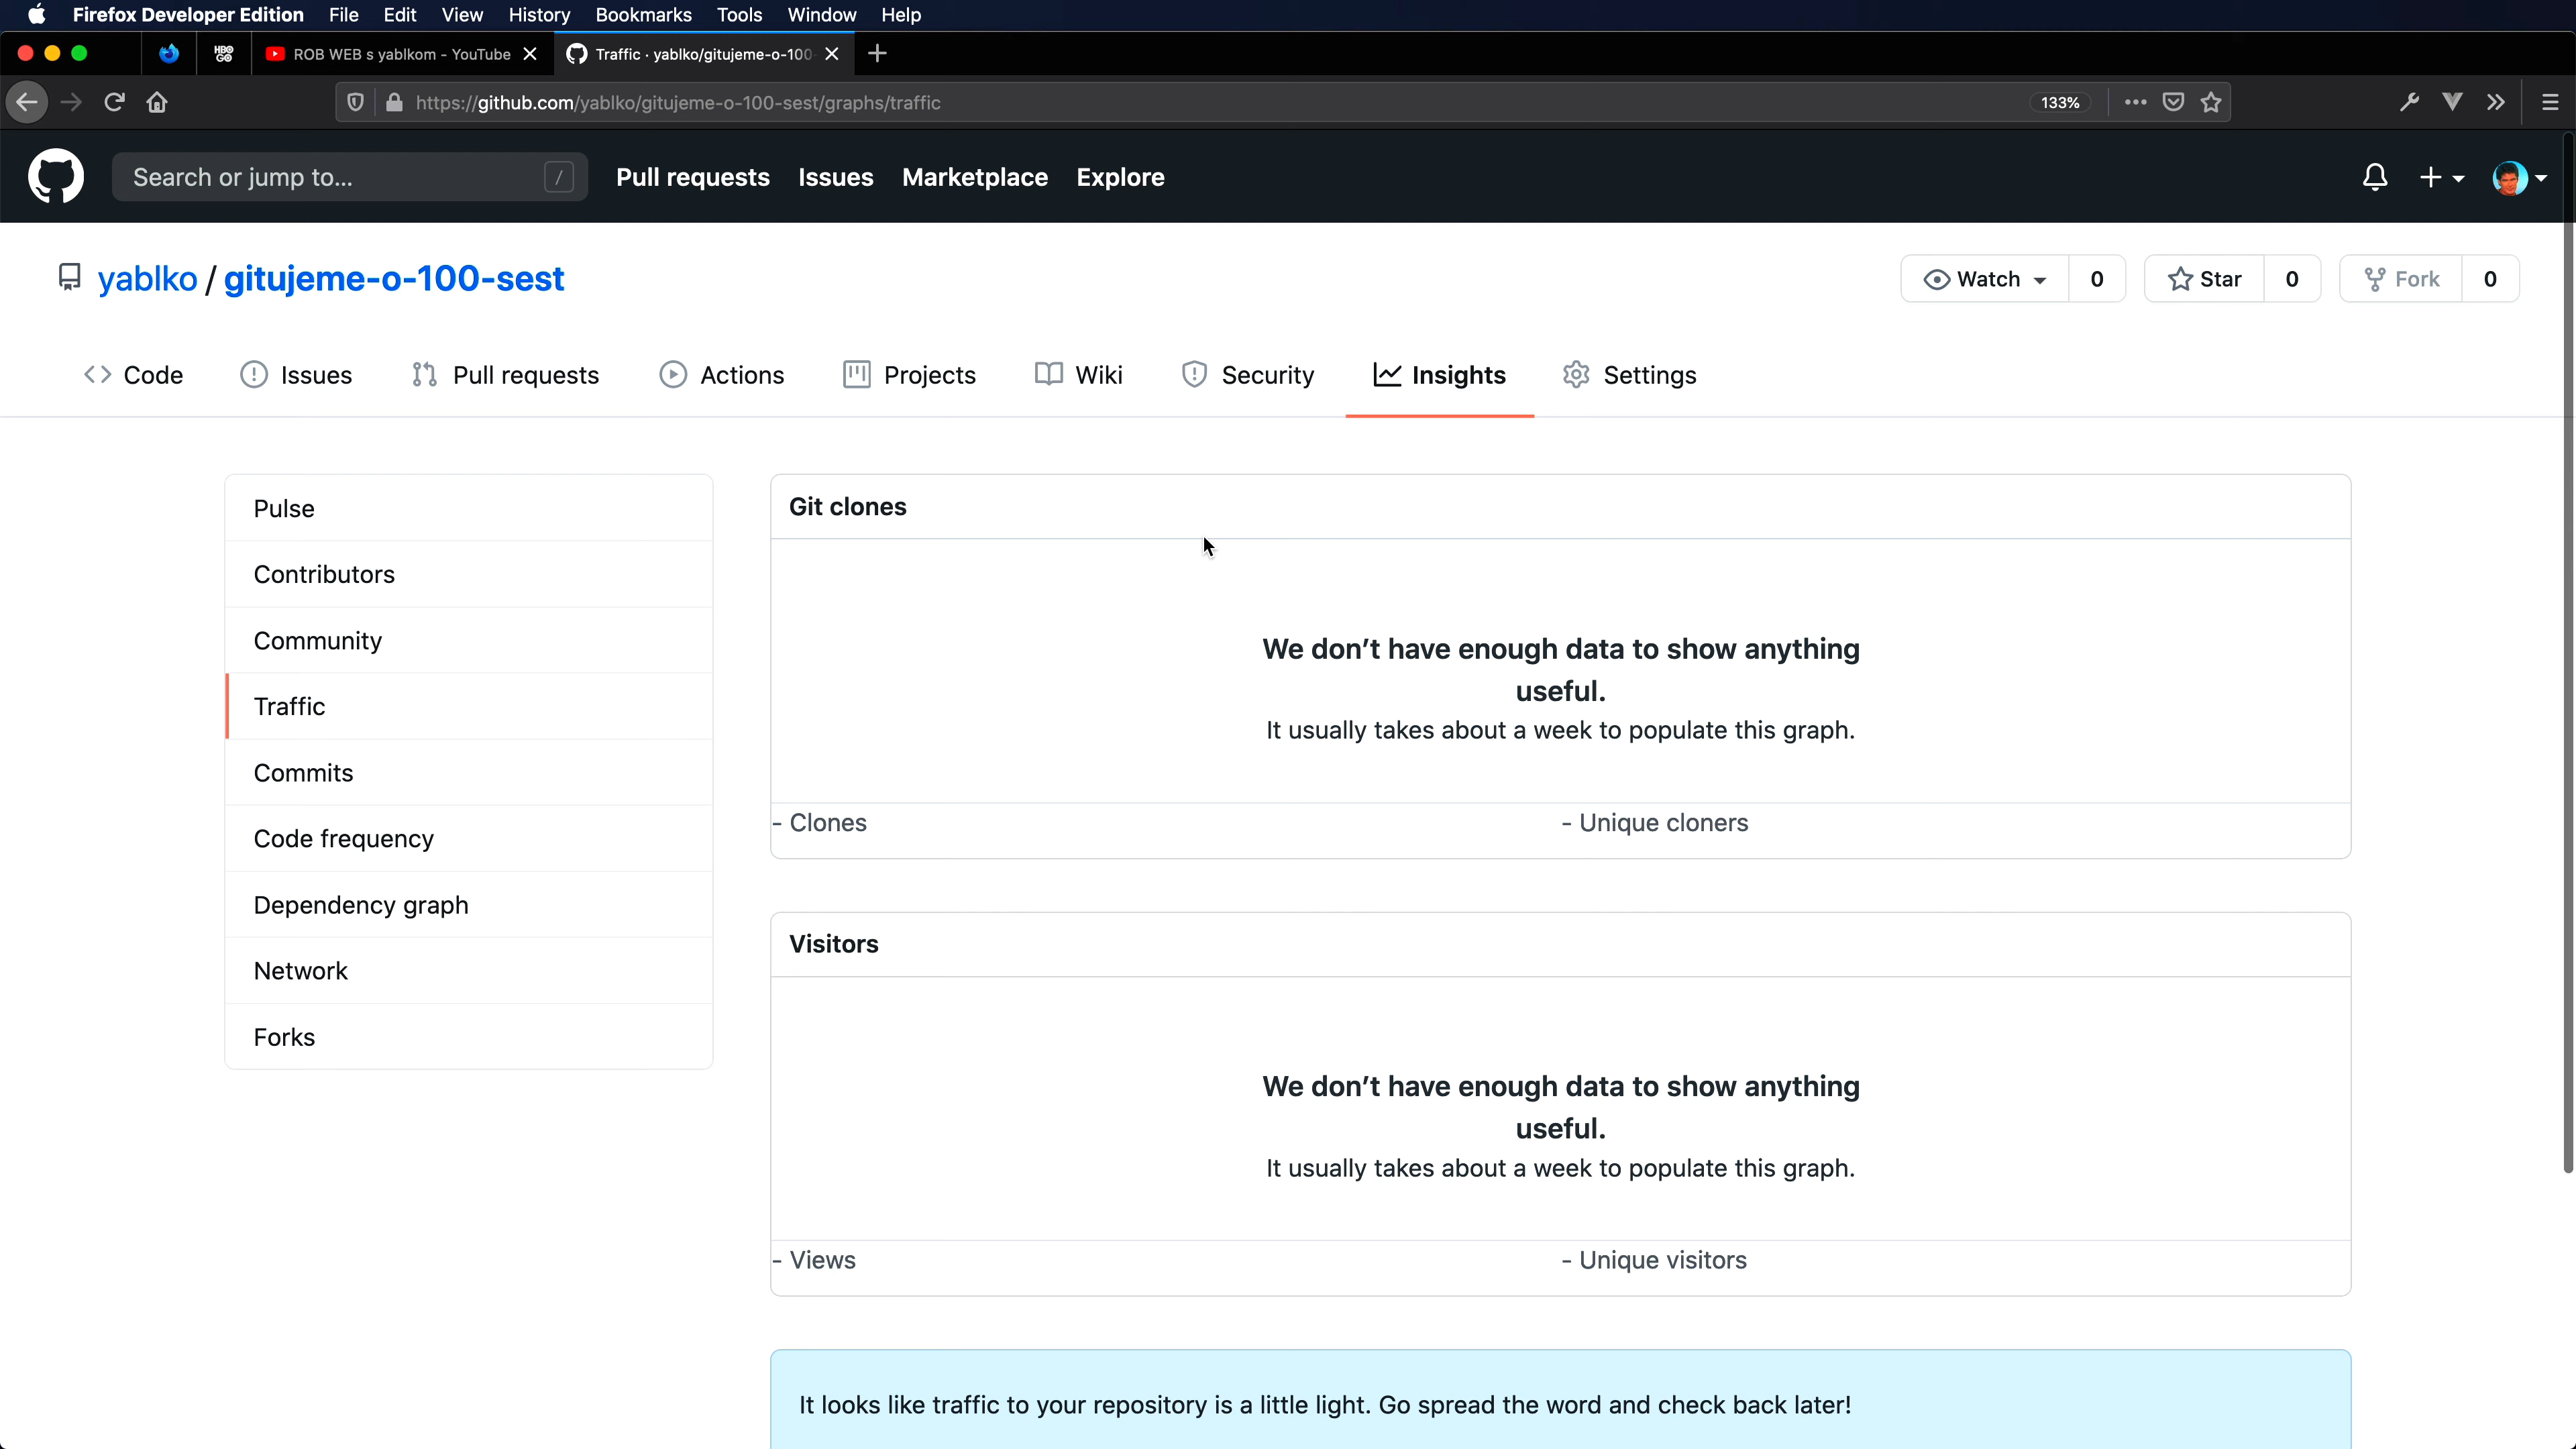 Firefox Developer Edition File Edit View History Bookmarks Tools Window Help
HBO GO ROB WEB s yablkom - YouTube Traffic · yablko/gitujeme-o-100-
https://github.com/yablko/gitujeme-o-100-sest/graphs/traffic 133%
Search or jump to... / Pull requests Issues Marketplace Explore
yablko / gitujeme-o-100-sest Watch 0 Star 0 Fork 0
Code Issues Pull requests Actions Projects Wiki Security Insights Settings
Pulse
Contributors
Community
Traffic
Commits
Code frequency
Dependency graph
Network
Forks
Git clones
We don’t have enough data to show anything
useful.
It usually takes about a week to populate this graph.
- Clones - Unique cloners
Visitors
We don’t have enough data to show anything
useful.
It usually takes about a week to populate this graph.
- Views - Unique visitors
It looks like traffic to your repository is a little light. Go spread the word and check back later!